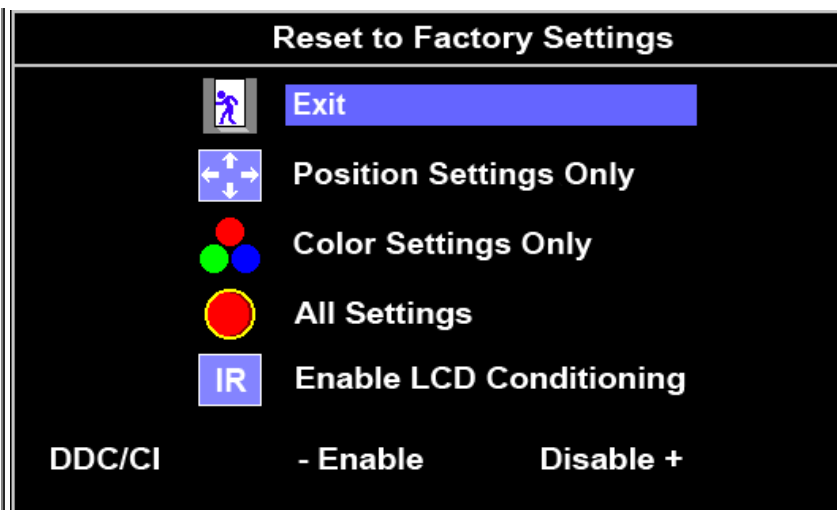 Reset to Factory Settings
Exit
Position Settings Only
Color Settings Only
All Settings
IR Enable LCD Conditioning
DDC/CI - Enable Disable +